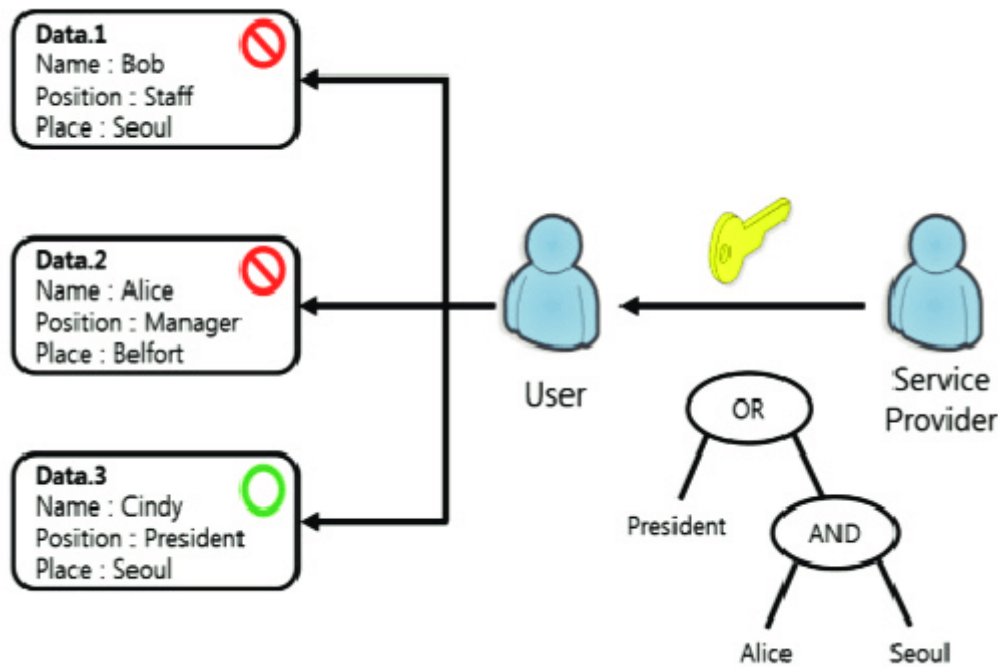 Data.1
Name : Bob
Position : Staff
Place : Seoul
Data.2
Name : Alice
Position : Manager
Place : Belfort
Data.3
Name : Cindy
Position : President
Place : Seoul
User
Service
Provider
OR
President
AND
Alice
Seoul